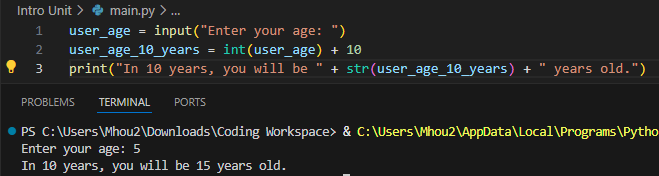 Intro Unit > main.py > ...
1 user_age = input("Enter your age: ")
2 user_age_10_years = int(user_age) + 10
3 print("In 10 years, you will be " + str(user_age_10_years) + " years old.")
PROBLEMS TERMINAL PORTS
PS C:\Users\Mhou2\Downloads\Coding Workspace> & C:\Users\Mhou2\AppData\Local\Programs\Pytho
Enter your age: 5
In 10 years, you will be 15 years old.